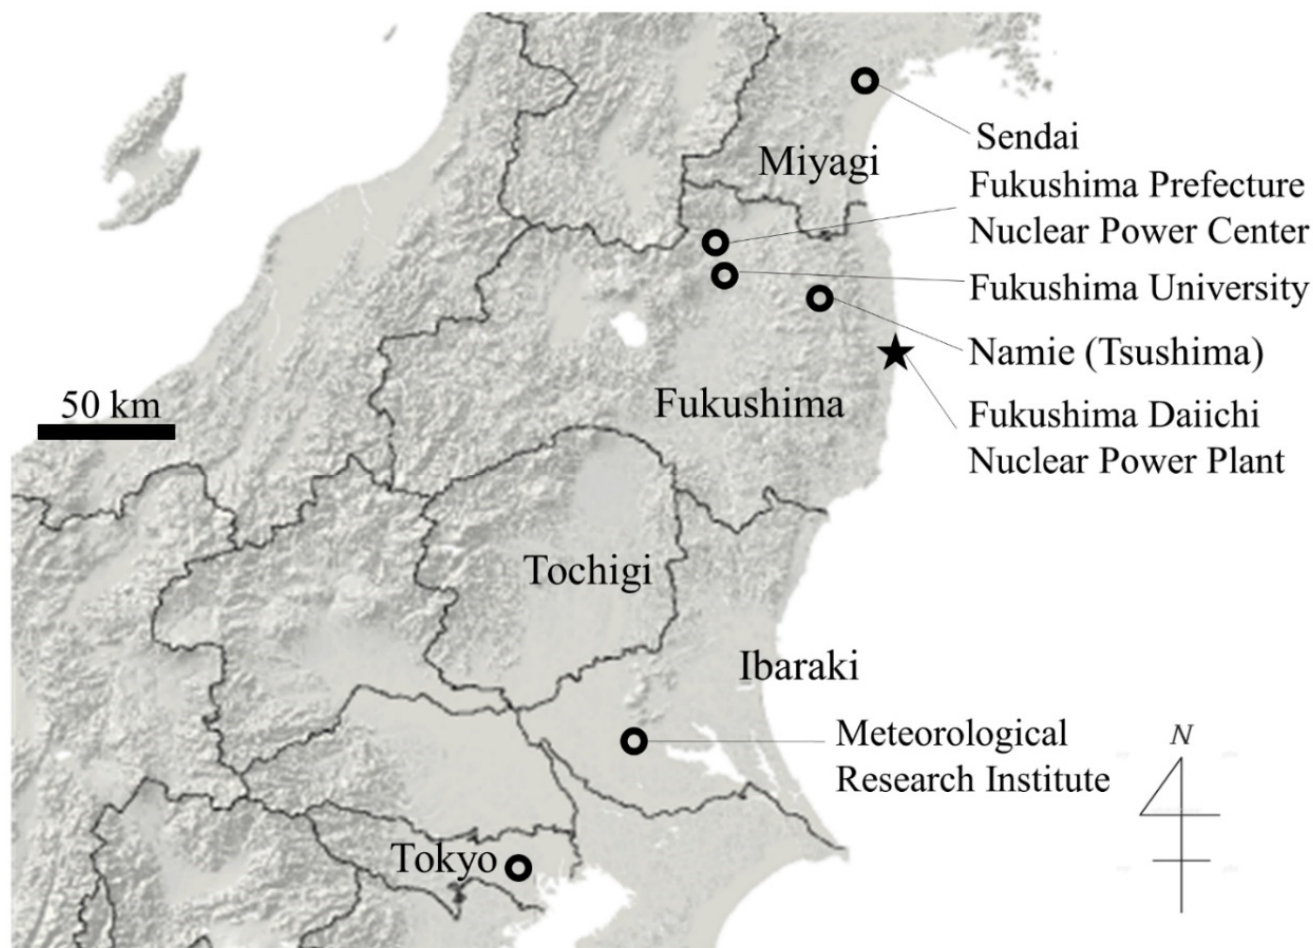 Sendai
Miyagi
Fukushima Prefecture
Nuclear Power Center
Fukushima University
Namie (Tsushima)
50 km
Fukushima
Fukushima Daiichi
Nuclear Power Plant
Tochigi
Ibaraki
Meteorological
Research Institute
N
Tokyo